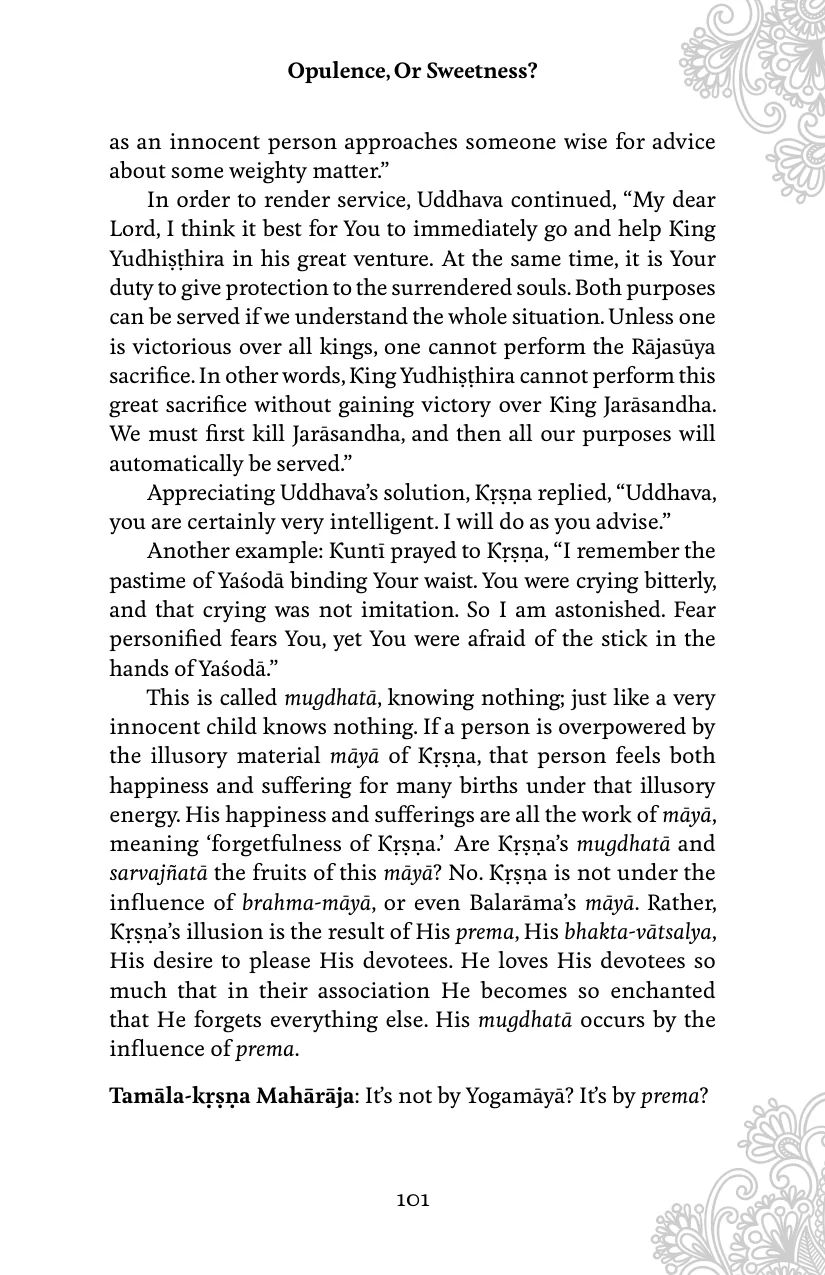 Opulence, Or Sweetness?
as an innocent person approaches someone wise for advice
about some weighty matter.”
In order to render service, Uddhava continued, “My dear
Lord, I think it best for You to immediately go and help King
Yudhiṣṭhira in his great venture. At the same time, it is Your
duty to give protection to the surrendered souls. Both purposes
can be served if we understand the whole situation. Unless one
is victorious over all kings, one cannot perform the Rājasūya
sacrifice. In other words, King Yudhiṣṭhira cannot perform this
great sacrifice without gaining victory over King Jarāsandha.
We must first kill Jarāsandha, and then all our purposes will
automatically be served.”
Appreciating Uddhava’s solution, Kṛṣṇa replied, “Uddhava,
you are certainly very intelligent. I will do as you advise.”
Another example: Kuntī prayed to Kṛṣṇa, “I remember the
pastime of Yaśodā binding Your waist. You were crying bitterly,
and that crying was not imitation. So I am astonished. Fear
personified fears You, yet You were afraid of the stick in the
hands of Yaśodā.”
This is called mugdhatā, knowing nothing; just like a very
innocent child knows nothing. If a person is overpowered by
the illusory material māyā of Kṛṣṇa, that person feels both
happiness and suffering for many births under that illusory
energy. His happiness and sufferings are all the work of māyā,
meaning ‘forgetfulness of Kṛṣṇa.’ Are Kṛṣṇa’s mugdhatā and
sarvajñatā the fruits of this māyā? No. Kṛṣṇa is not under the
influence of brahma-māyā, or even Balarāma’s māyā. Rather,
Kṛṣṇa’s illusion is the result of His prema, His bhakta-vātsalya,
His desire to please His devotees. He loves His devotees so
much that in their association He becomes so enchanted
that He forgets everything else. His mugdhatā occurs by the
influence of prema.
Tamāla-kṛṣṇa Mahārāja: It’s not by Yogamāyā? It’s by prema?
101